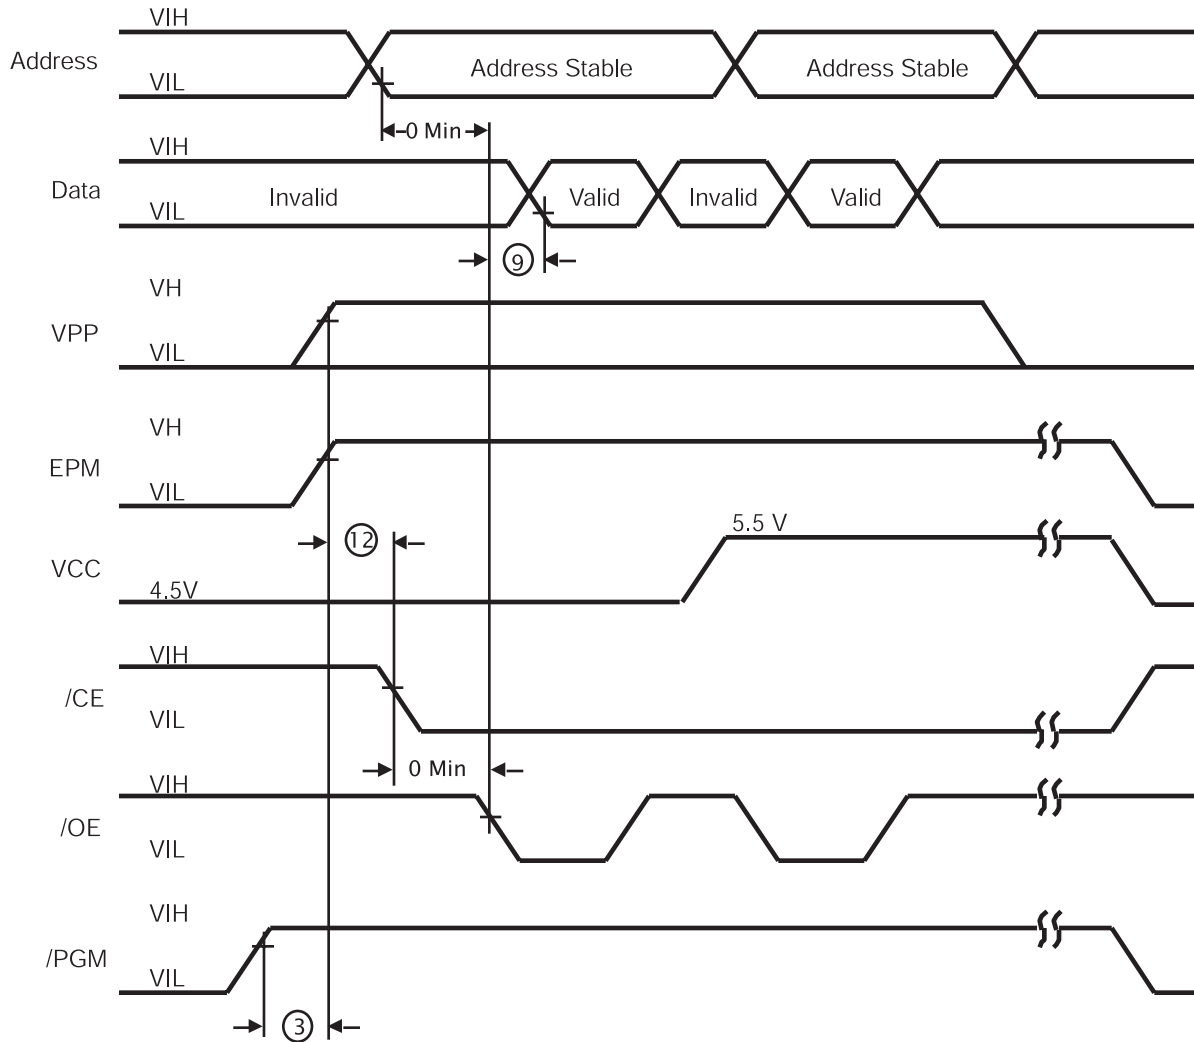 VIH
Address
VIL
Address Stable
Address Stable
0 Min
VIH
Data
Invalid
Valid
Invalid
Valid
VIL
9
VH
VPP
VIL
VH
EPM
VIL
12
5.5 V
VCC
4.5V
VIH
/CE
VIL
0 Min
VIH
/OE
VIL
VIH
/PGM
VIL
3